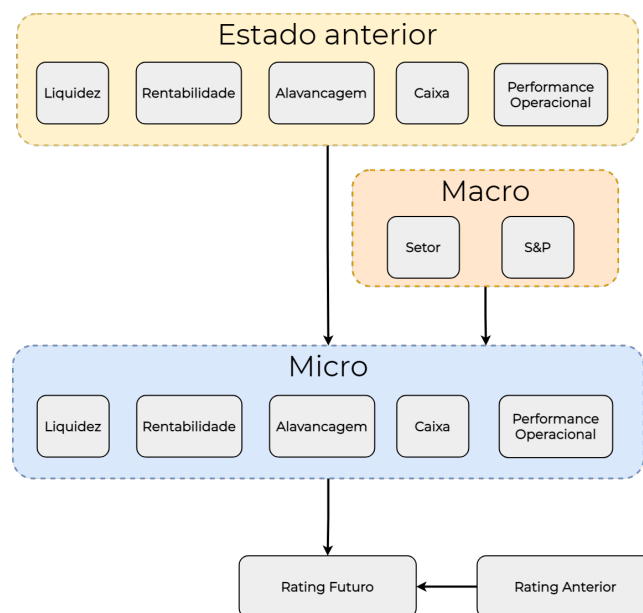 Estado anterior
Liquidez
Rentabilidade
Alavancagem
Caixa
Performance
Operacional
Macro
Setor
S&P
Micro
Liquidez
Rentabilidade
Alavancagem
Caixa
Performance
Operacional
Rating Futuro
Rating Anterior